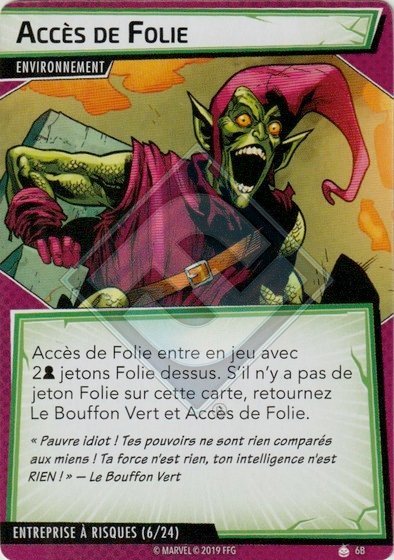 Accès de Folie
ENVIRONNEMENT
Accès de Folie entre en jeu avec
2 jetons Folie dessus. S'il n'y a pas de
jeton Folie sur cette carte, retournez
Le Bouffon Vert et Accès de Folie.
« Pauvre idiot ! Tes pouvoirs ne sont rien comparés
aux miens ! Ta force n'est rien, ton intelligence n'est
RIEN ! » — Le Bouffon Vert
ENTREPRISE À RISQUES (6/24)
© MARVEL © 2019 FFG
6B